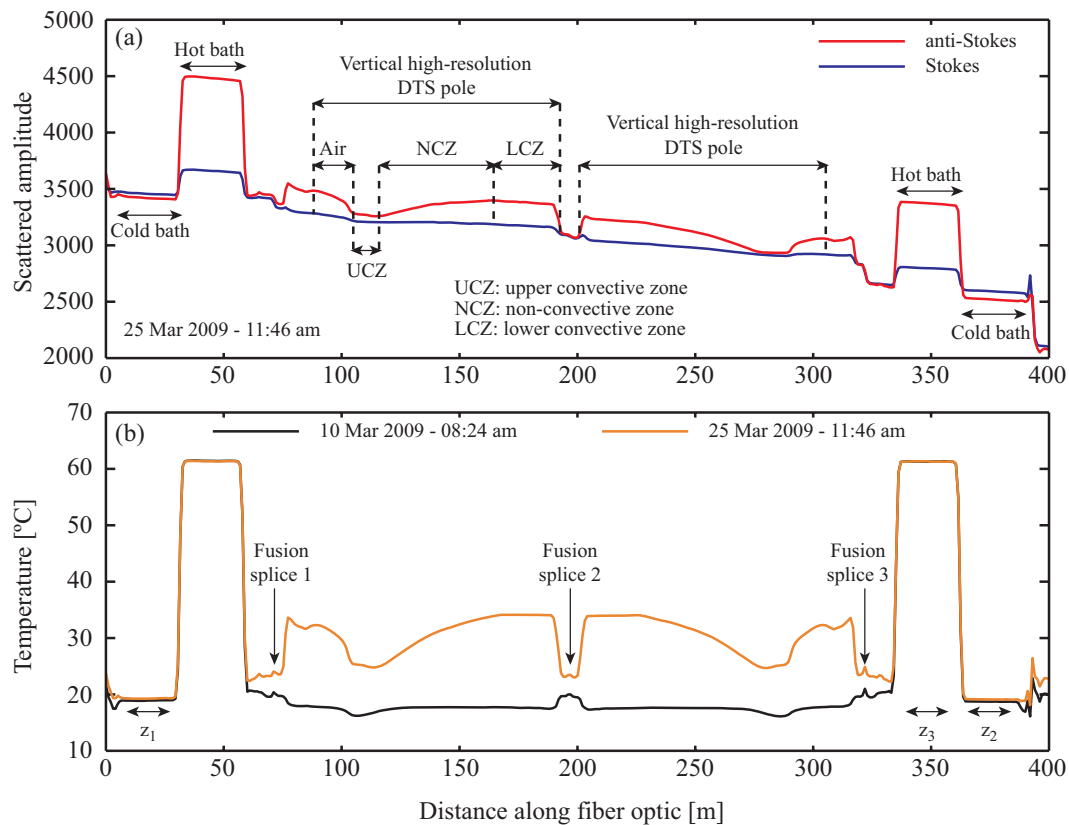 5000
4500
4000
3500
3000
2500
2000
Scattered amplitude
(a)
Hot bath
Cold bath
Vertical high-resolution
DTS pole
Air
NCZ
LCZ
UCZ
anti-Stokes
Stokes
Vertical high-resolution
DTS pole
Hot bath
Cold bath
UCZ: upper convective zone
NCZ: non-convective zone
LCZ: lower convective zone
25 Mar 2009 - 11:46 am
0 50 100 150 200 250 300 350 400
70
60
50
40
30
20
10
Temperature [ºC]
(b)
10 Mar 2009 - 08:24 am
25 Mar 2009 - 11:46 am
Fusion
splice 1
Fusion
splice 2
Fusion
splice 3
z1
z3
z2
0 50 100 150 200 250 300 350 400
Distance along fiber optic [m]